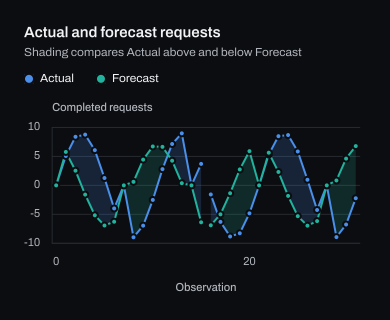 Actual and forecast requests
Shading compares Actual above and below Forecast
Actual Forecast
Completed requests
10
5
0
-5
-10
0 20
Observation